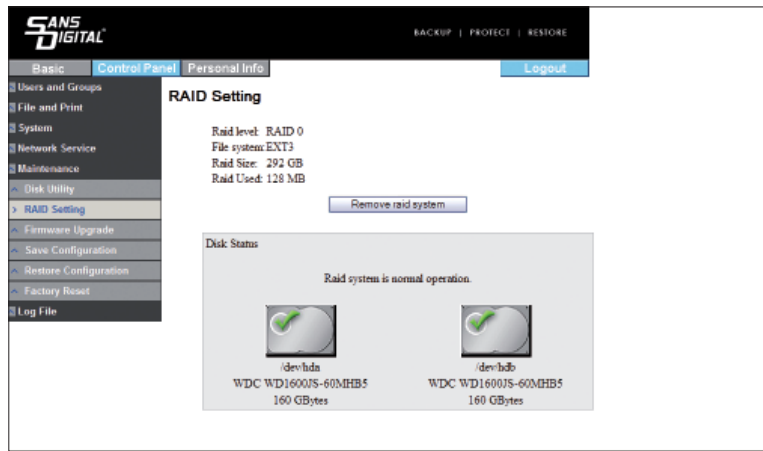 SANS DIGITAL
BACKUP | PROTECT | RESTORE
Basic Control Panel Personal Info Logout
Users and Groups
File and Print
System
Network Service
Maintenance
Disk Utility
RAID Setting
Firmware Upgrade
Save Configuration
Restore Configuration
Factory Reset
Log File
RAID Setting
Raid level: RAID 0
File system: EXT3
Raid Size: 292 GB
Raid Used: 128 MB
Remove raid system
Disk Status
Raid system is normal operation.
/dev/hda /dev/hdb
WDC WD1600JS-60MHB5 WDC WD1600JS-60MHB5
160 GBytes 160 GBytes